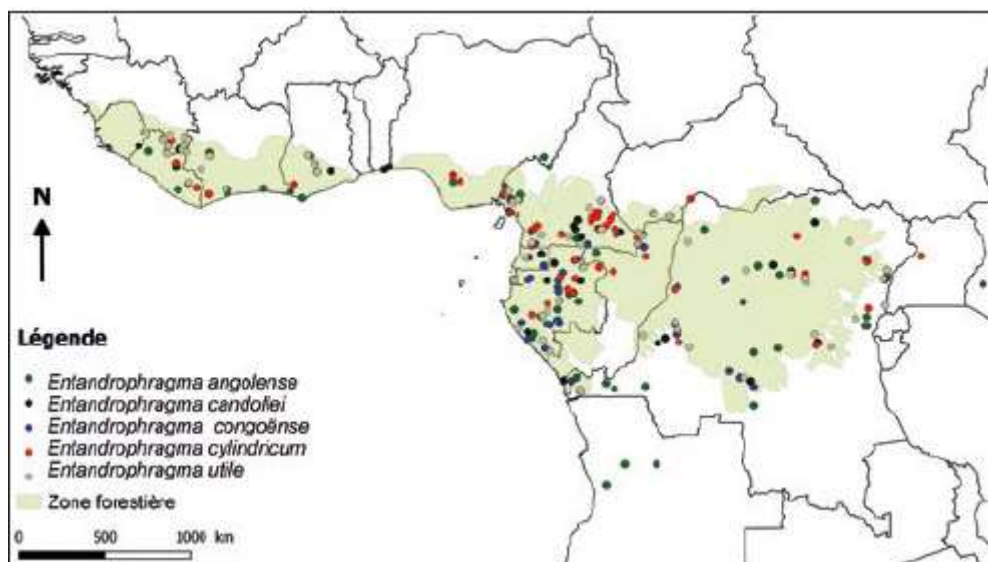 N
Légende
Entandrophragma angolense
Entandrophragma candollei
Entandrophragma congoënse
Entandrophragma cylindricum
Entandrophragma utile
Zone forestière
0 500 1000 km